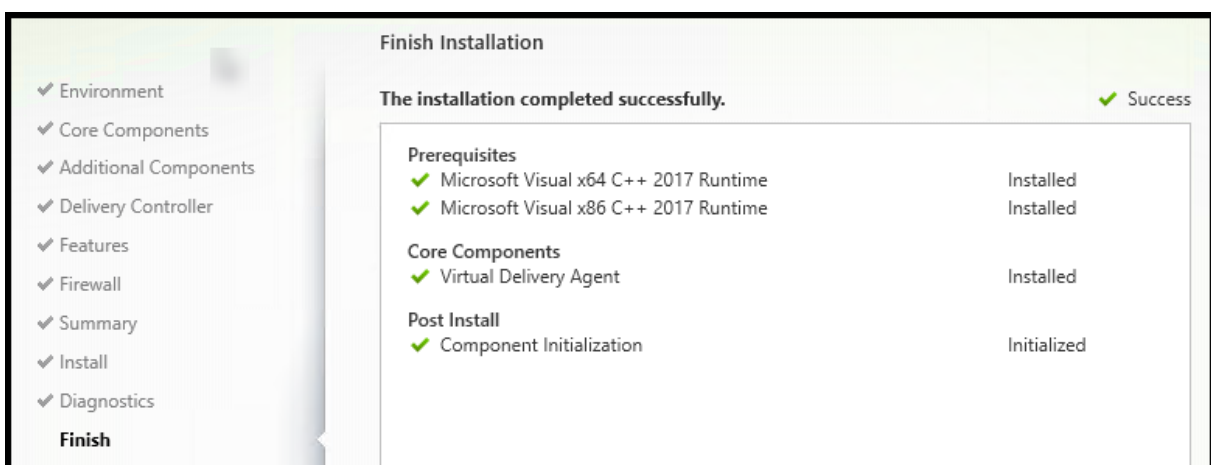 Finish Installation
Environment
Core Components
Additional Components
Delivery Controller
Features
Firewall
Summary
Install
Diagnostics
Finish
The installation completed successfully. Success
Prerequisites
Microsoft Visual x64 C++ 2017 Runtime Installed
Microsoft Visual x86 C++ 2017 Runtime Installed
Core Components
Virtual Delivery Agent Installed
Post Install
Component Initialization Initialized